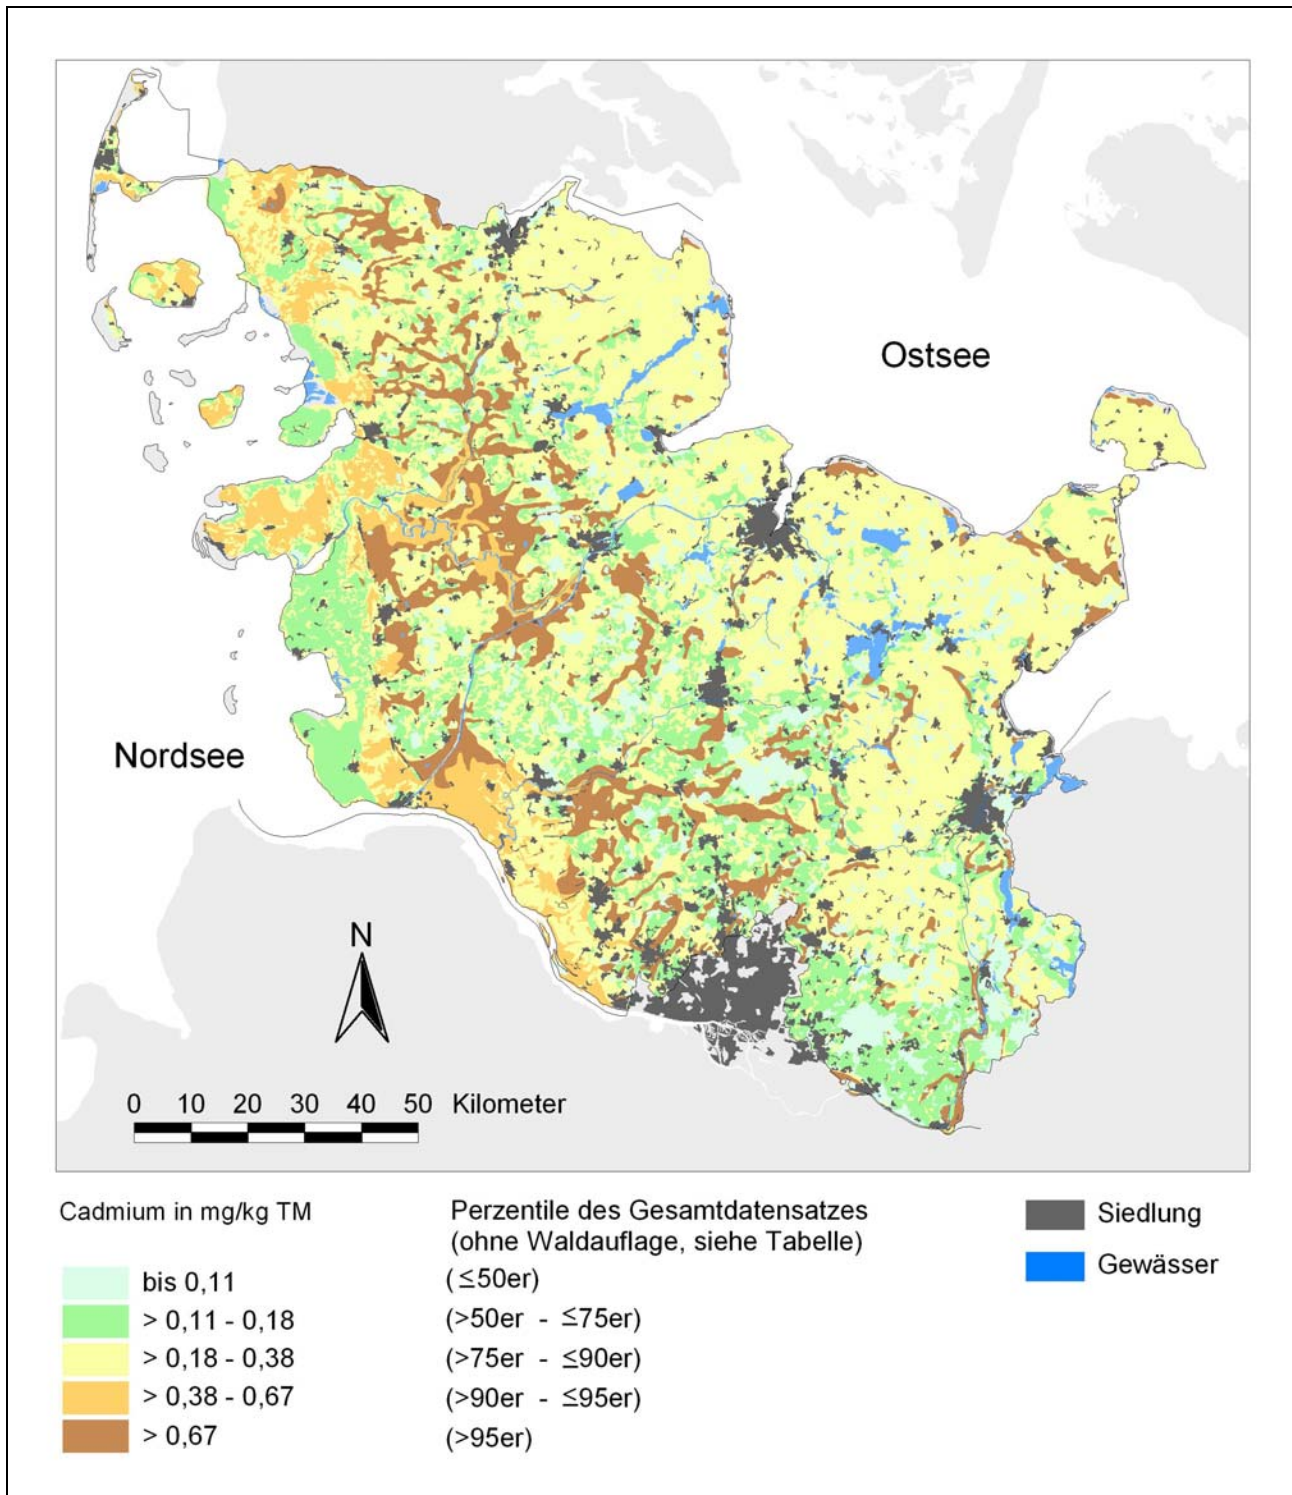 Ostsee
Nordsee
N
0 10 20 30 40 50 Kilometer
Cadmium in mg/kg TM
Perzentile des Gesamtdatensatzes
(ohne Waldauflage, siehe Tabelle)
bis 0,11 (≤50er)
> 0,11 - 0,18 (>50er - ≤75er)
> 0,18 - 0,38 (>75er - ≤90er)
> 0,38 - 0,67 (>90er - ≤95er)
> 0,67 (>95er)
Siedlung
Gewässer